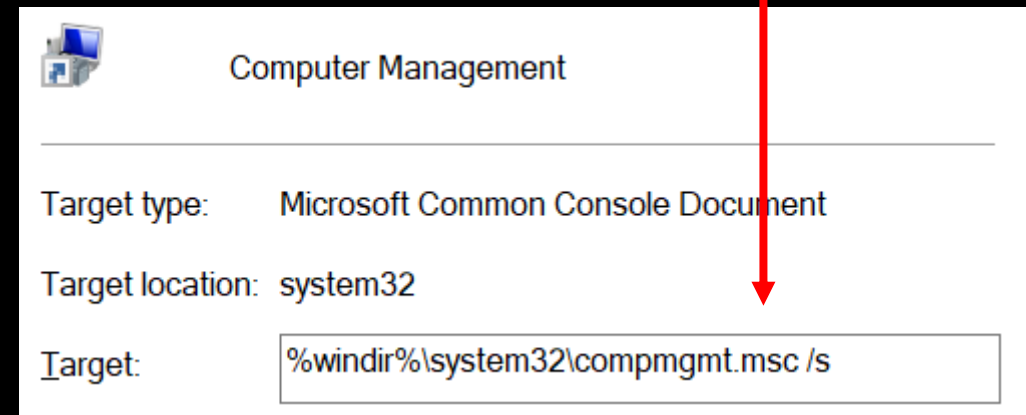 Computer Management
Target type: Microsoft Common Console Document
Target location: system32
Target: %windir%\system32\compmgmt.msc /s